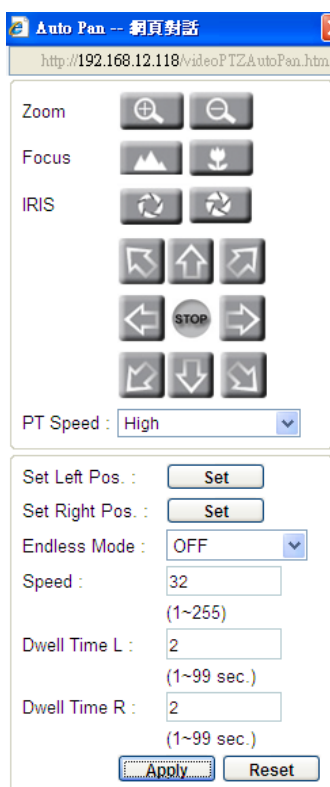 Auto Pan -- 網頁對話
http://192.168.12.118/videoPTZAutoPan.htm
Zoom
Focus
IRIS
STOP
PT Speed : High
Set Left Pos. : Set
Set Right Pos. : Set
Endless Mode : OFF
Speed : 32
(1~255)
Dwell Time L : 2
(1~99 sec.)
Dwell Time R : 2
(1~99 sec.)
Apply Reset